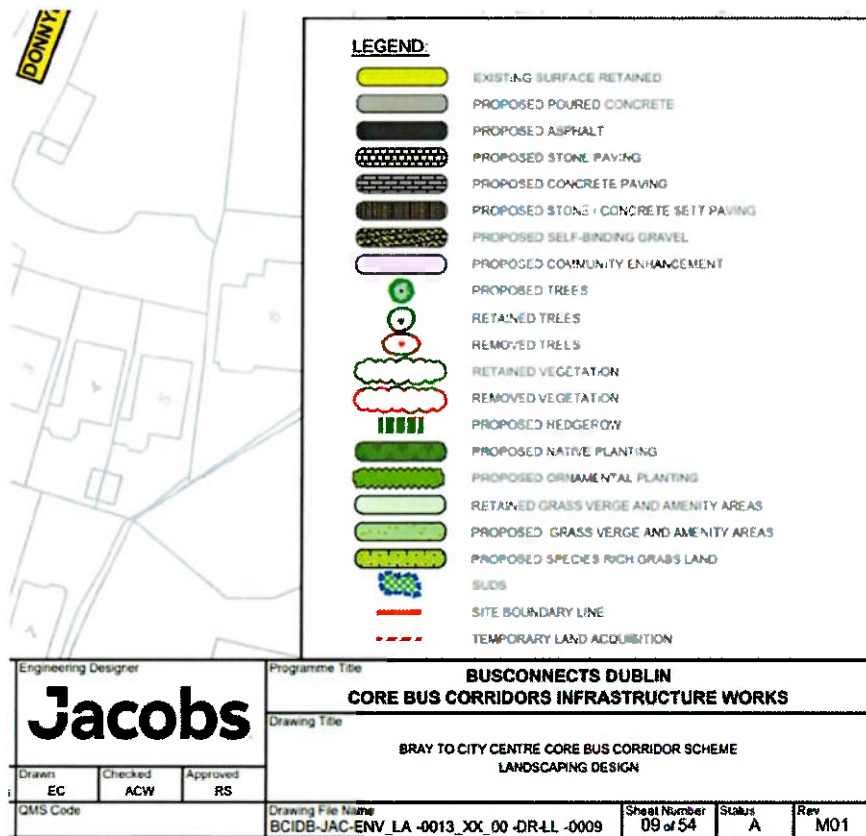 DONNY
LEGEND:
EXISTING SURFACE RETAINED
PROPOSED POURED CONCRETE
PROPOSED ASPHALT
PROPOSED STONE PAVING
PROPOSED CONCRETE PAVING
PROPOSED STONE / CONCRETE SETT PAVING
PROPOSED SELF-BINDING GRAVEL
PROPOSED COMMUNITY ENHANCEMENT
PROPOSED TREES
RETAINED TREES
REMOVED TREES
RETAINED VEGETATION
REMOVED VEGETATION
PROPOSED HEDGEROW
PROPOSED NATIVE PLANTING
PROPOSED ORNAMENTAL PLANTING
RETAINED GRASS VERGE AND AMENITY AREAS
PROPOSED GRASS VERGE AND AMENITY AREAS
PROPOSED SPECIES RICH GRASS LAND
SUDS
SITE BOUNDARY LINE
TEMPORARY LAND ACQUISITION
6
3
4
5
7
Engineering Designer
Jacobs
Programme Title
BUSCONNECTS DUBLIN
CORE BUS CORRIDORS INFRASTRUCTURE WORKS
Drawing Title
BRAY TO CITY CENTRE CORE BUS CORRIDOR SCHEME
LANDSCAPING DESIGN
Drawn Checked Approved
EC ACW RS
QMS Code
Drawing File Name
BCIDB-JAC-ENV_LA -0013_XX_00 -DR-LL -0009
Sheet Number
09 of 54
Status
A
Rev
M01